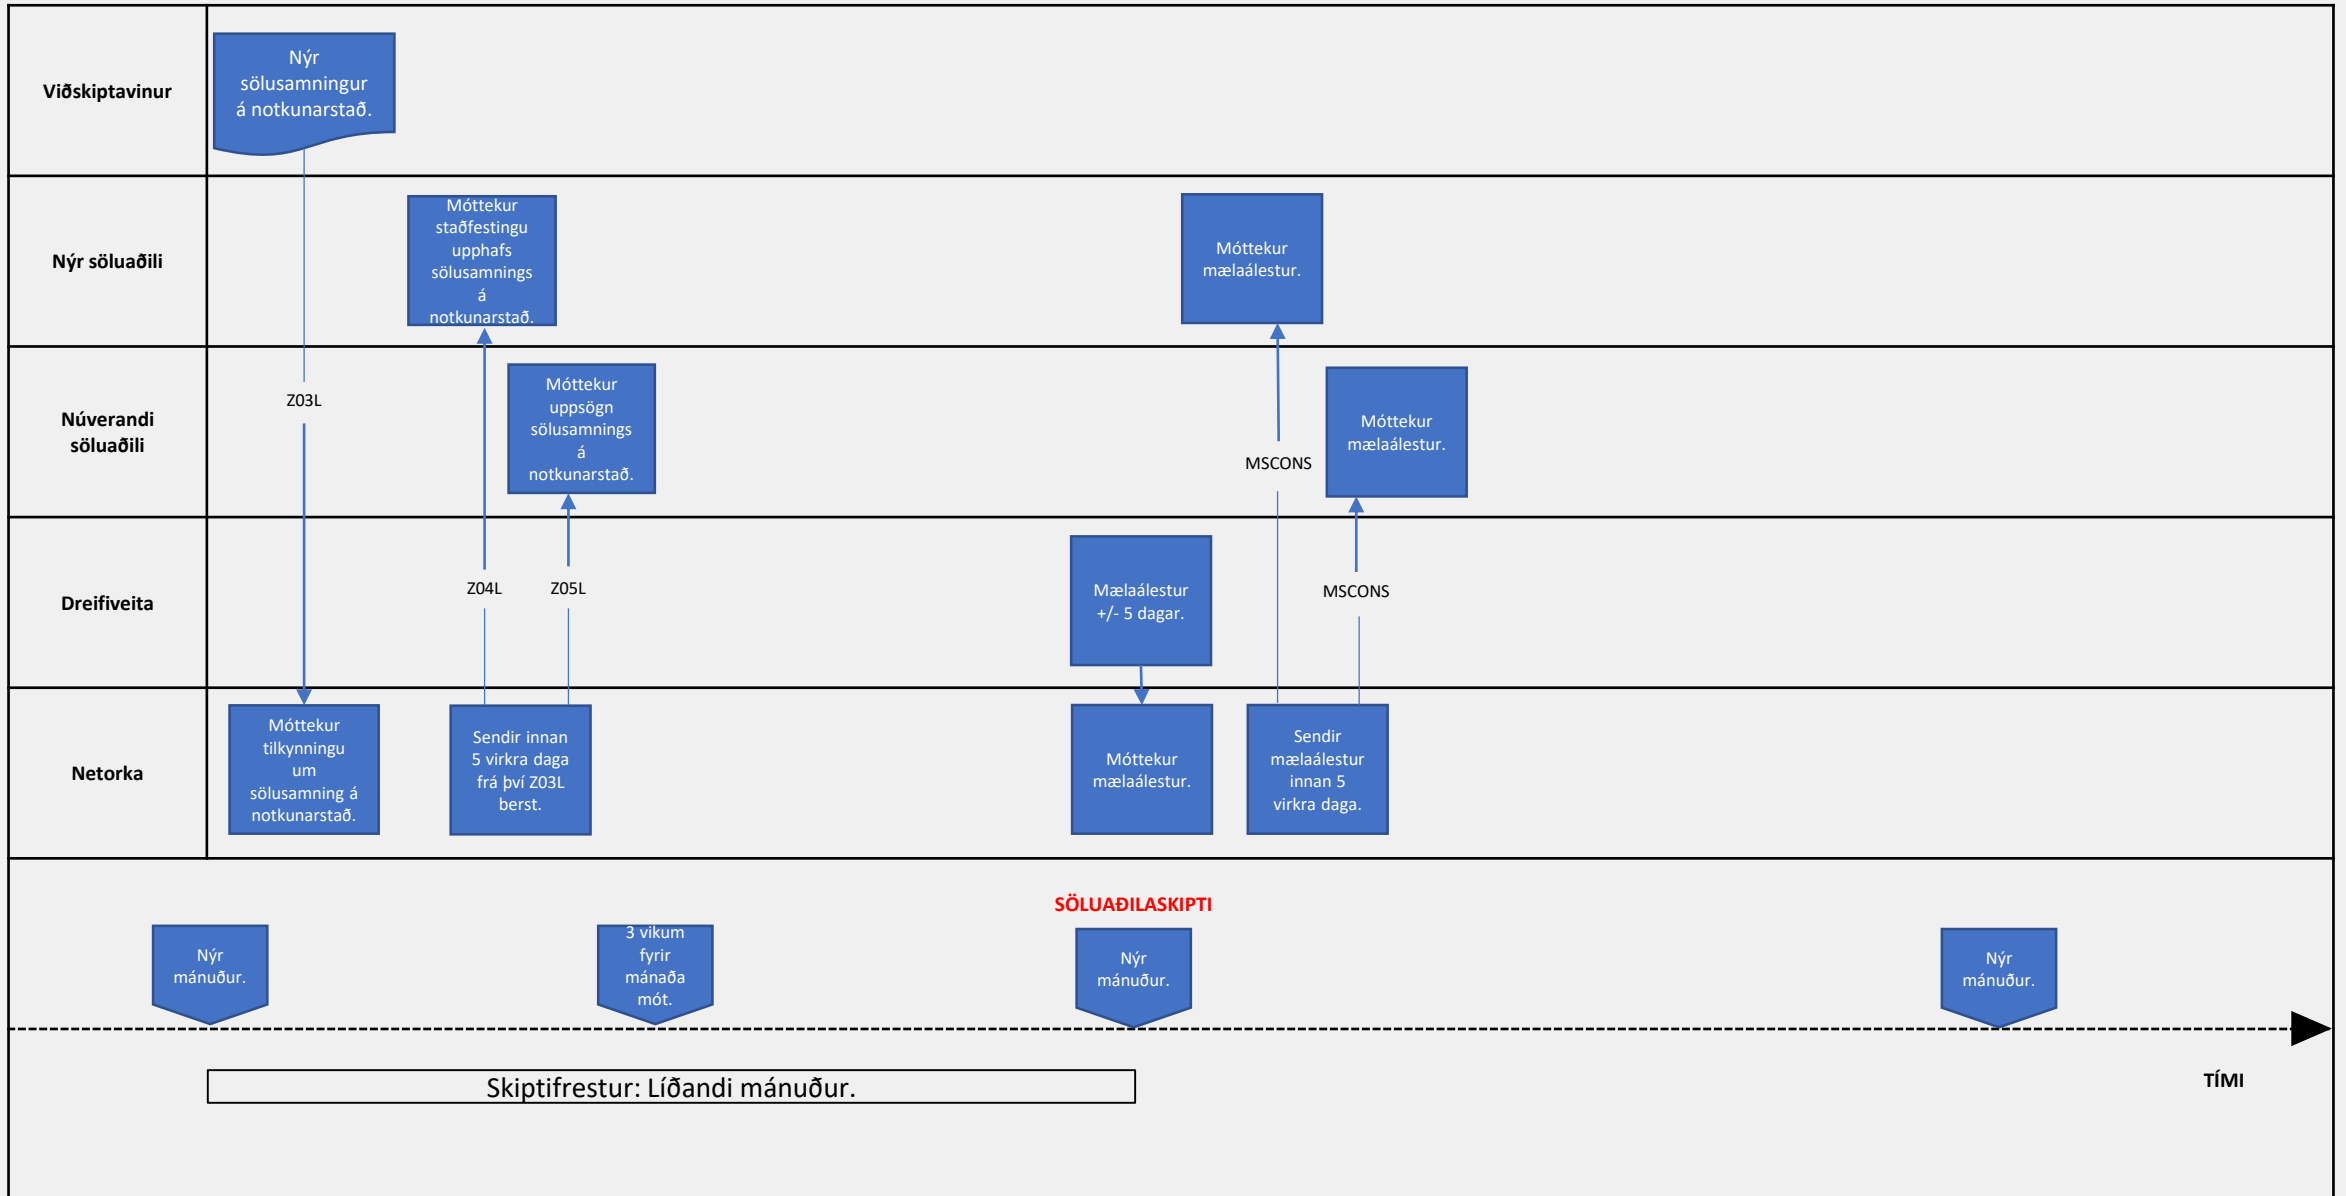 Viðskiptavinur
Nýr
sölusamningur
á notkunarstað.
Nýr söluaðili
Móttekur
staðfestingu
upphafs
sölusamnings
á
notkunarstað.
Móttekur
mælaálestur.
Núverandi
söluaðili
Z03L
Móttekur
uppsögn
sölusamnings
á
notkunarstað.
MSCONS
Móttekur
mælaálestur.
Dreifiveita
Z04L
Z05L
Mælaálestur
+/- 5 dagar.
MSCONS
Netorka
Móttekur
tilkynningu
um
sölusamning á
notkunarstað.
Sendir innan
5 virkra daga
frá því Z03L
berst.
Móttekur
mælaálestur.
Sendir
mælaálestur
innan 5
virkra daga.
SÖLUAÐILASKIPTI
Nýr
mánuður.
3 vikum
fyrir
mánaða
mót.
Nýr
mánuður.
Nýr
mánuður.
Skiptifrestur: Líðandi mánuður.
TÍMI